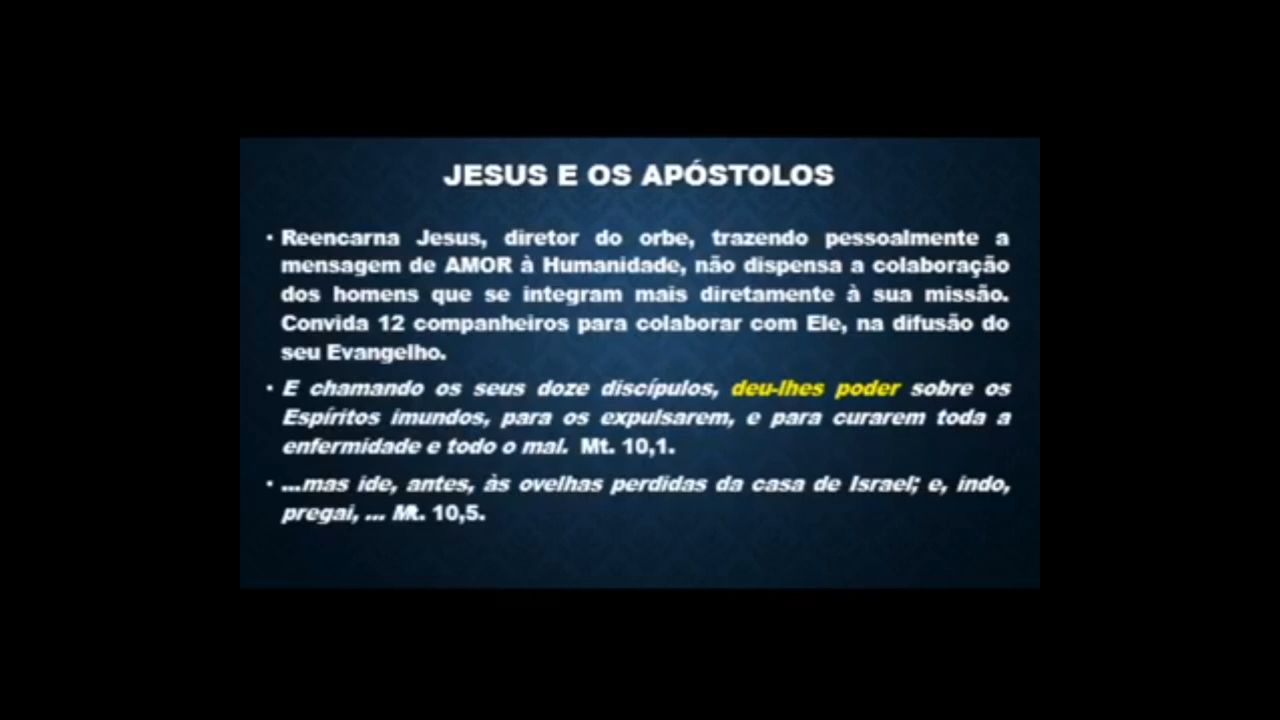 JESUS E OS APÓSTOLOS
• Reencarna Jesus, diretor do orbe, trazendo pessoalmente a
mensagem de AMOR à Humanidade, não dispensa a colaboração
dos homens que se integram mais diretamente à sua missão.
Convida 12 companheiros para colaborar com Ele, na difusão do
seu Evangelho.
• E chamando os seus doze discípulos, deu-lhes poder sobre os
Espíritos imundos, para os expulsarem, e para curarem toda a
enfermidade e todo o mal. Mt. 10,1.
• ...mas ide, antes, às ovelhas perdidas da casa de Israel; e, indo,
pregai, ... Mt. 10,5.